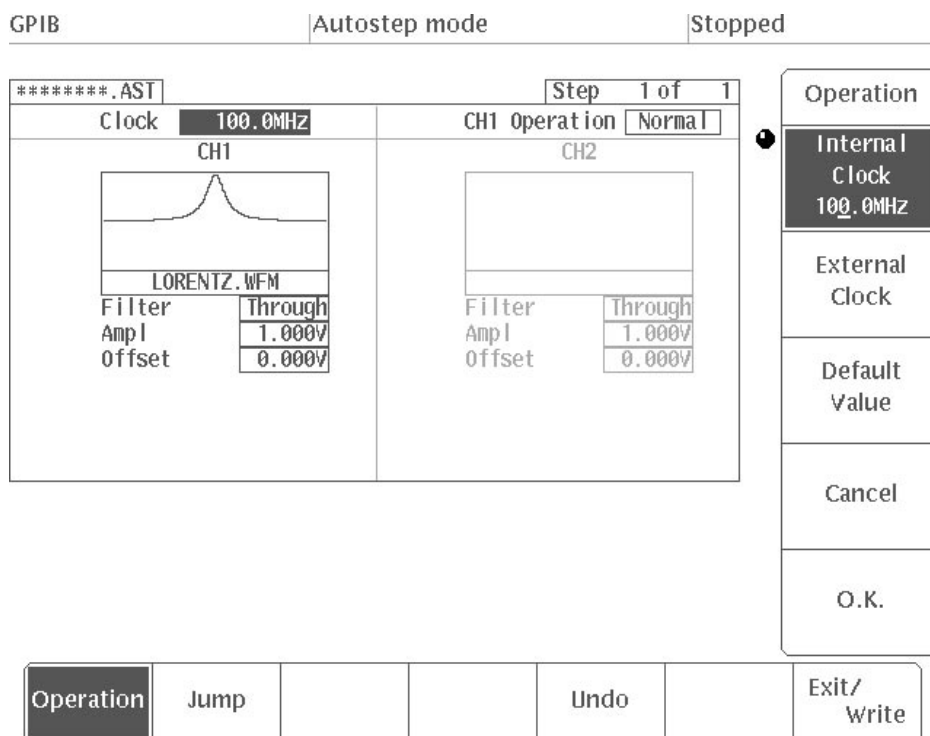 GPIB Autostep mode Stopped
********.AST Step 1 of 1
Clock 100.0MHz CH1 Operation Normal
CH1 CH2
LORENTZ.WFM
Filter Through Filter Through
Ampl 1.000V Ampl 1.000V
Offset 0.000V Offset 0.000V
Operation
Internal
Clock
100.0MHz
External
Clock
Default
Value
Cancel
O.K.
Operation Jump Undo Exit/
Write